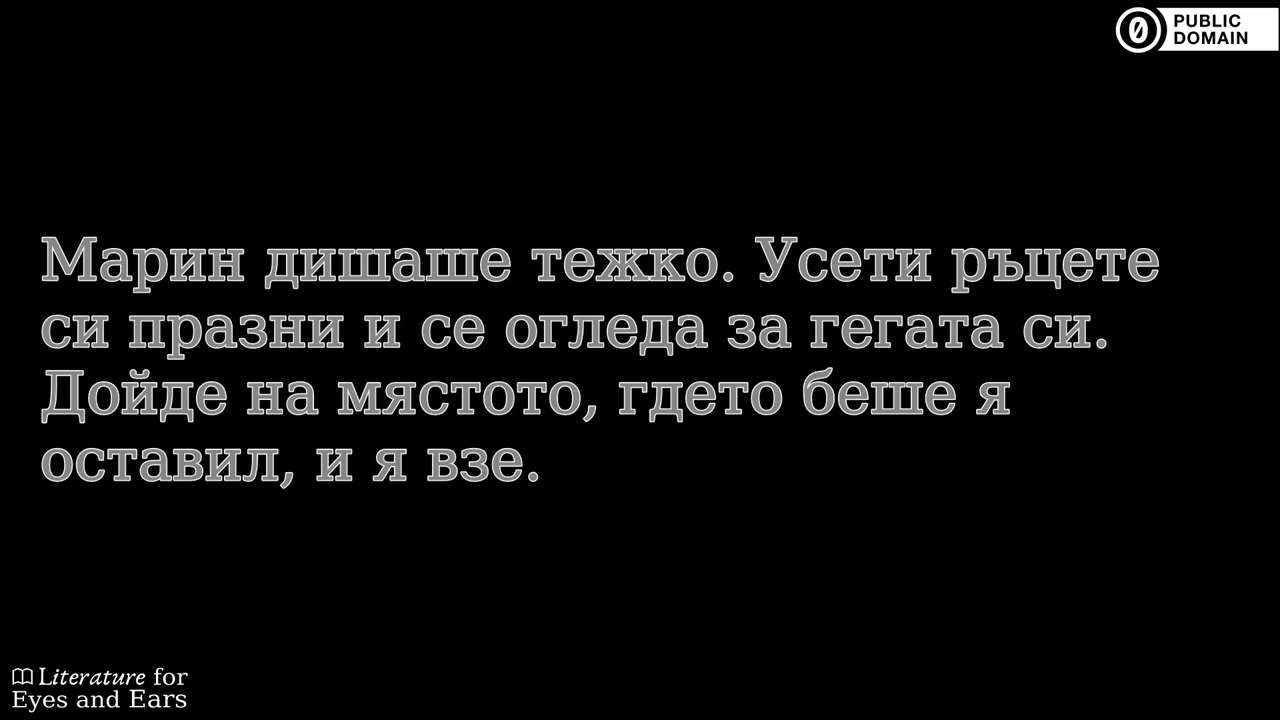 PUBLIC
DOMAIN
Марин дишаше тежко. Усети ръцете
си празни и се огледа за гегата си.
Дойде на мястото, гдето беше я
оставил, и я взе.
Literature for
Eyes and Ears